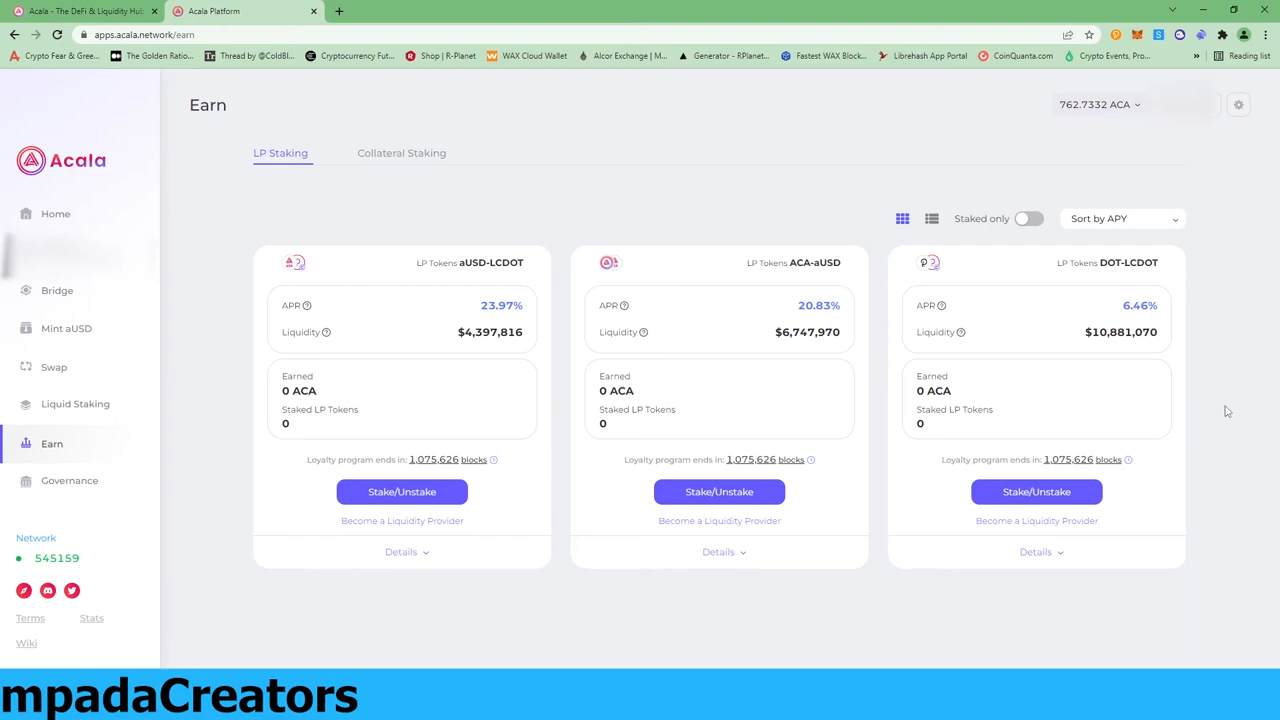 Acala - The DeFi & Liquidity Hu
Acala Platform
apps.acala.network/earn
Crypto Fear & Gree...
The Golden Ratio...
Thread by @ColdBl...
Cryptocurrency Fut...
Shop | R-Planet
WAX Cloud Wallet
Alcor Exchange | M...
Generator - RPlanet...
Fastest WAX Block...
Librehash App Portal
CoinQuanta.com
Crypto Events, Pro...
»
Reading list
Earn
762.7332 ACA
Acala
LP Staking
Collateral Staking
Home
Bridge
Mint aUSD
Swap
Liquid Staking
Earn
Governance
Staked only
Sort by APY
LP Tokens aUSD-LCDOT
APR 23.97%
Liquidity $4,397,816
Earned
0 ACA
Staked LP Tokens
0
Loyalty program ends in: 1,075,626 blocks
Stake/Unstake
Become a Liquidity Provider
Details
LP Tokens ACA-aUSD
APR 20.83%
Liquidity $6,747,970
Earned
0 ACA
Staked LP Tokens
0
Loyalty program ends in: 1,075,626 blocks
Stake/Unstake
Become a Liquidity Provider
Details
LP Tokens DOT-LCDOT
APR 6.46%
Liquidity $10,881,070
Earned
0 ACA
Staked LP Tokens
0
Loyalty program ends in: 1,075,626 blocks
Stake/Unstake
Become a Liquidity Provider
Details
Network
545159
Terms
Stats
Wiki
mpadaCreators